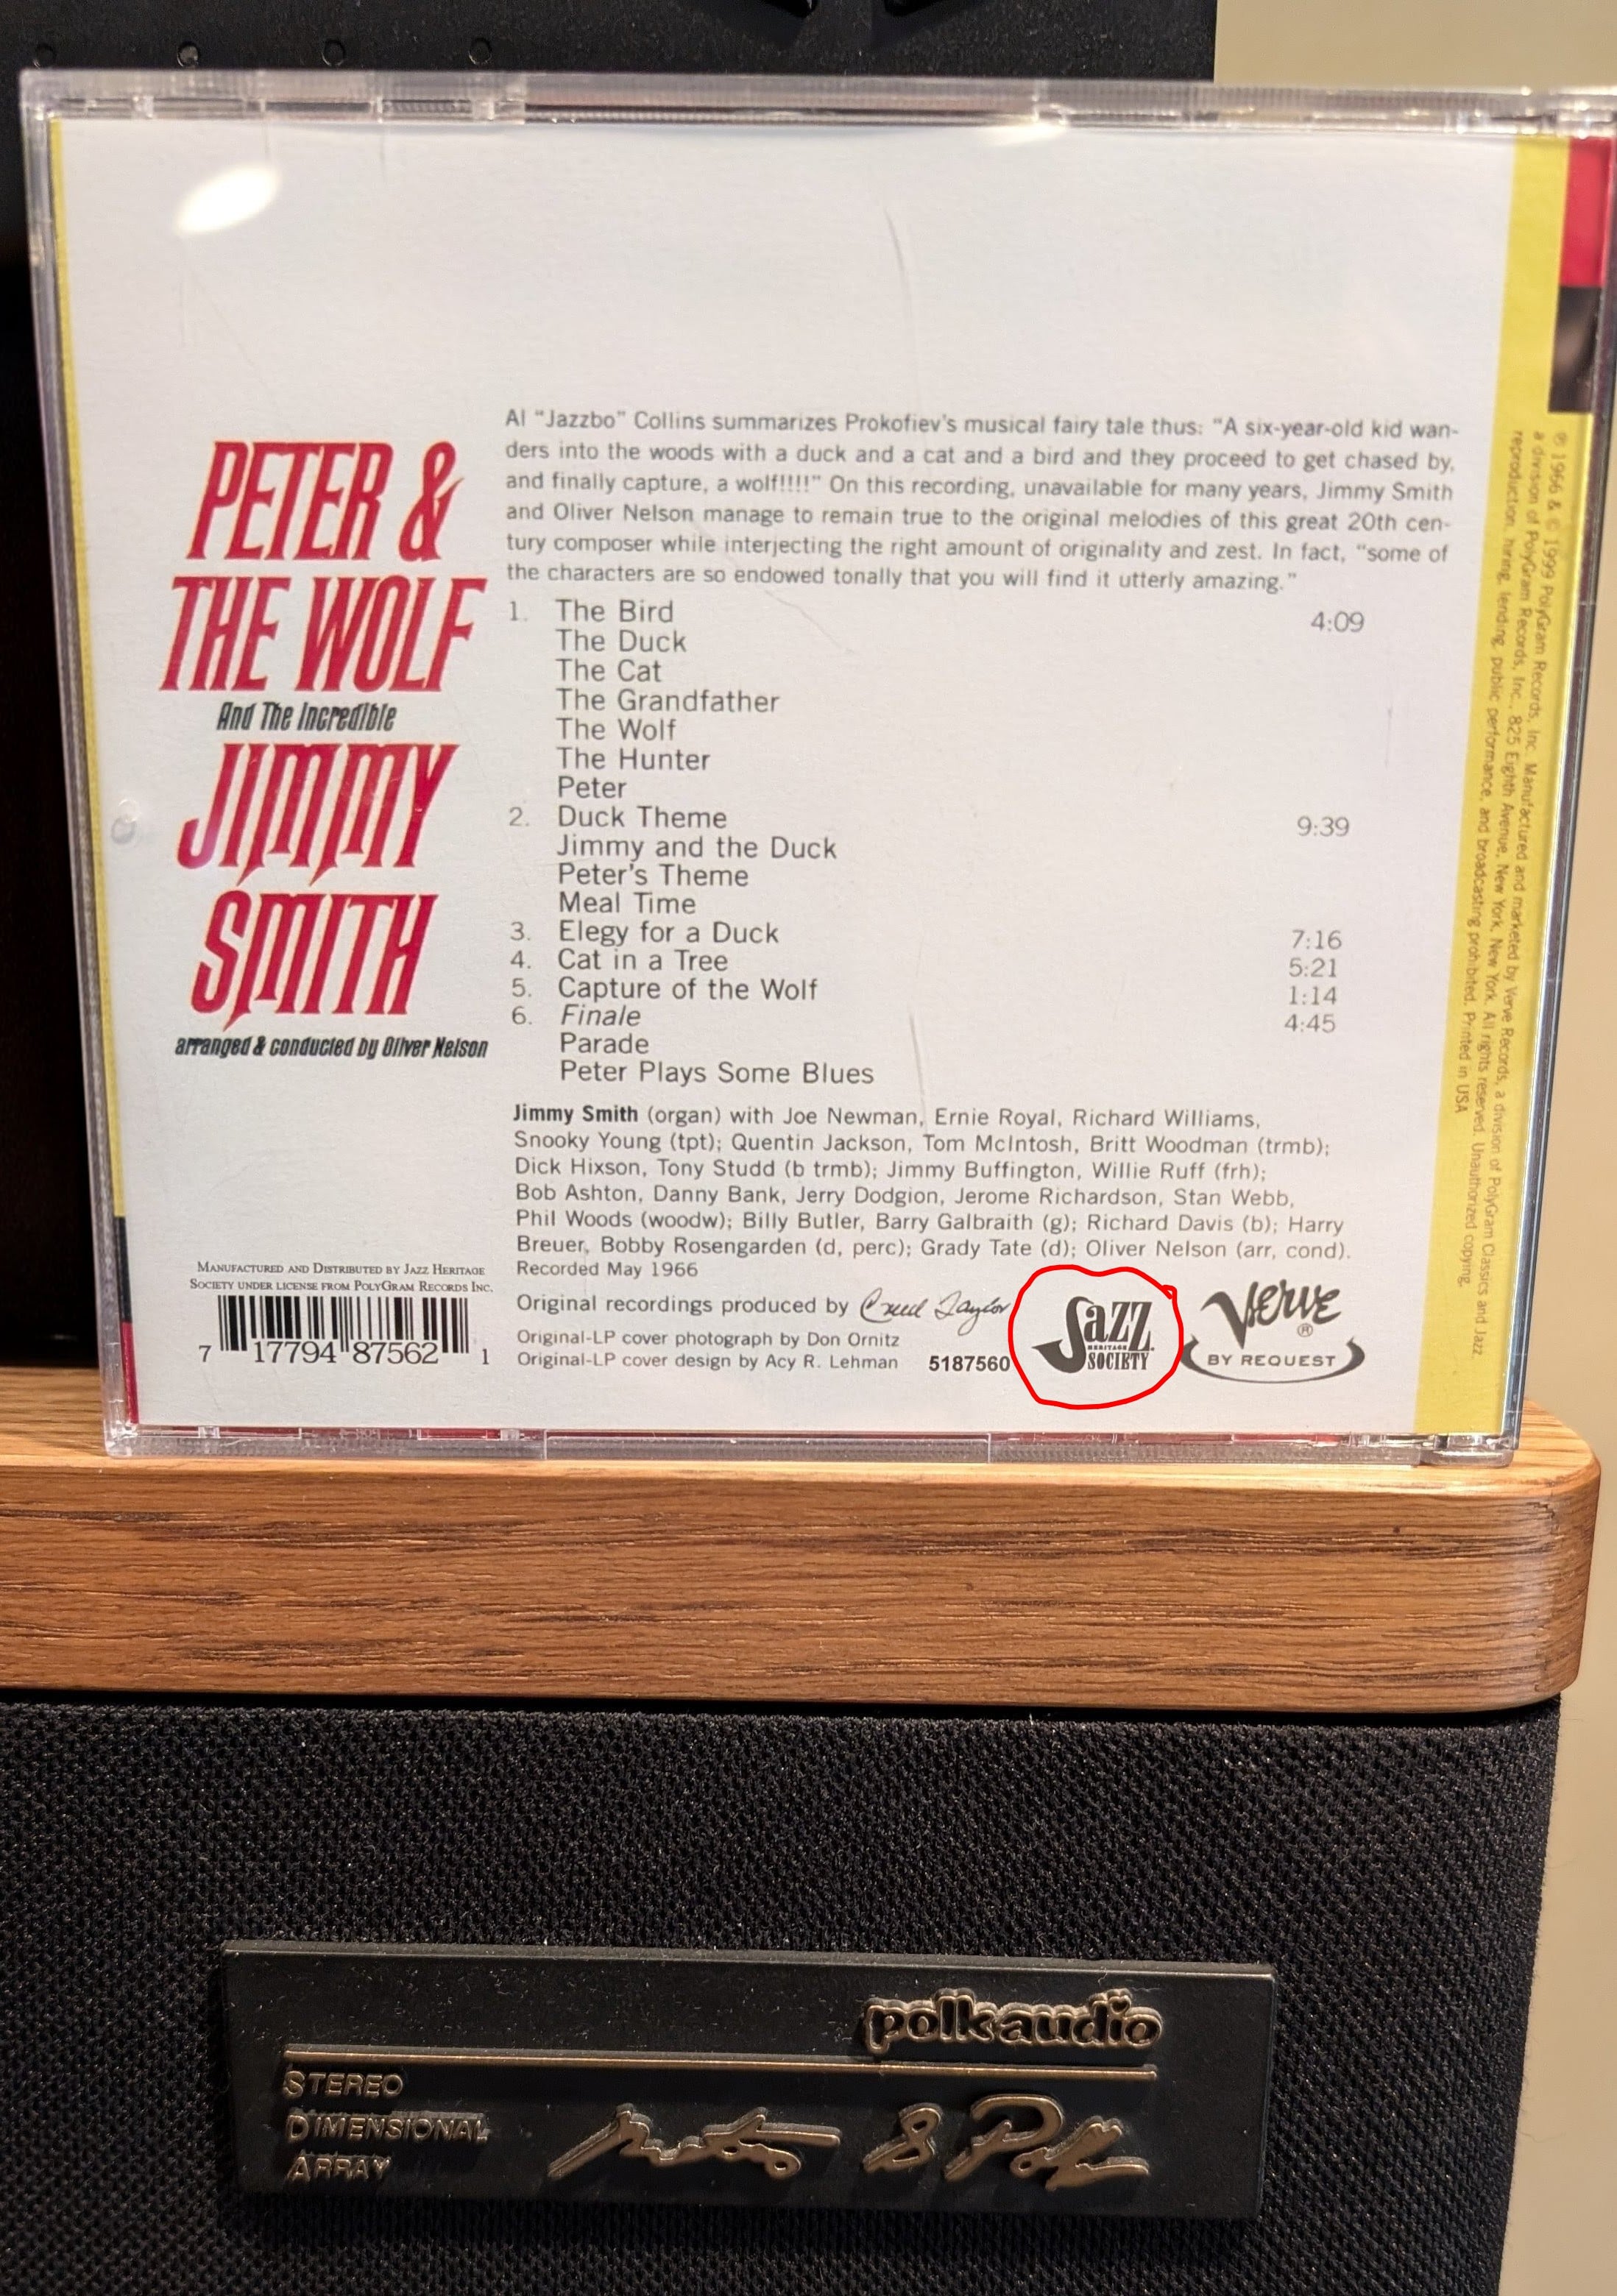 PETER &
THE WOLF
And The Incredible
JIMMY
SMITH
arranged & conducted by Oliver Nelson
Al "Jazzbo" Collins summarizes Prokofiev's musical fairy tale thus: "A six-year-old kid wan-
ders into the woods with a duck and a cat and a bird and they proceed to get chased by,
and finally capture, a wolf!!!!" On this recording, unavailable for many years, Jimmy Smith
and Oliver Nelson manage to remain true to the original melodies of this great 20th cen-
tury composer while interjecting the right amount of originality and zest. In fact, "some of
the characters are so endowed tonally that you will find it utterly amazing."
1. The Bird 4:09
The Duck
The Cat
The Grandfather
The Wolf
The Hunter
Peter
2. Duck Theme 9:39
Jimmy and the Duck
Peter's Theme
Meal Time
3. Elegy for a Duck 7:16
4. Cat in a Tree 5:21
5. Capture of the Wolf 1:14
6. Finale 4:45
Parade
Peter Plays Some Blues
Jimmy Smith (organ) with Joe Newman, Ernie Royal, Richard Williams,
Snooky Young (tpt); Quentin Jackson, Tom McIntosh, Britt Woodman (trmb);
Dick Hixson, Tony Studd (b trmb); Jimmy Buffington, Willie Ruff (frh);
Bob Ashton, Danny Bank, Jerry Dodgion, Jerome Richardson, Stan Webb,
Phil Woods (woodw); Billy Butler, Barry Galbraith (g); Richard Davis (b); Harry
Breuer, Bobby Rosengarden (d, perc); Grady Tate (d); Oliver Nelson (arr, cond).
Recorded May 1966
Original recordings produced by Creed Taylor
Original-LP cover photograph by Don Ornitz
Original-LP cover design by Acy R. Lehman 5187560
JAZZ
HERITAGE
SOCIETY
VERVE ®
BY REQUEST
MANUFACTURED AND DISTRIBUTED BY JAZZ HERITAGE
SOCIETY UNDER LICENSE FROM POLYGRAM RECORDS INC.
7 17794 87562 1
℗ 1966 & © 1999 PolyGram Records, Inc. Manufactured and marketed by Verve Records, a division of PolyGram Classics and Jazz,
a division of PolyGram Records, Inc., 825 Eighth Avenue, New York, New York. All rights reserved. Unauthorized copying,
reproduction, hiring, lending, public performance, and broadcasting prohibited. Printed in USA
polkaudio
STEREO
DIMENSIONAL
ARRAY